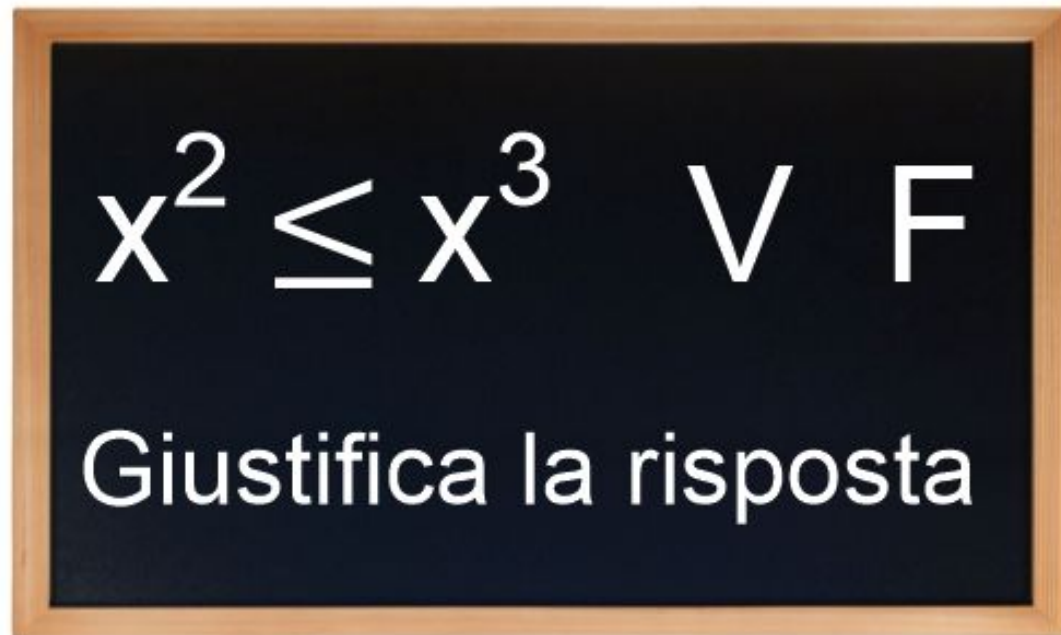 x² ≤ x³ V F
Giustifica la risposta